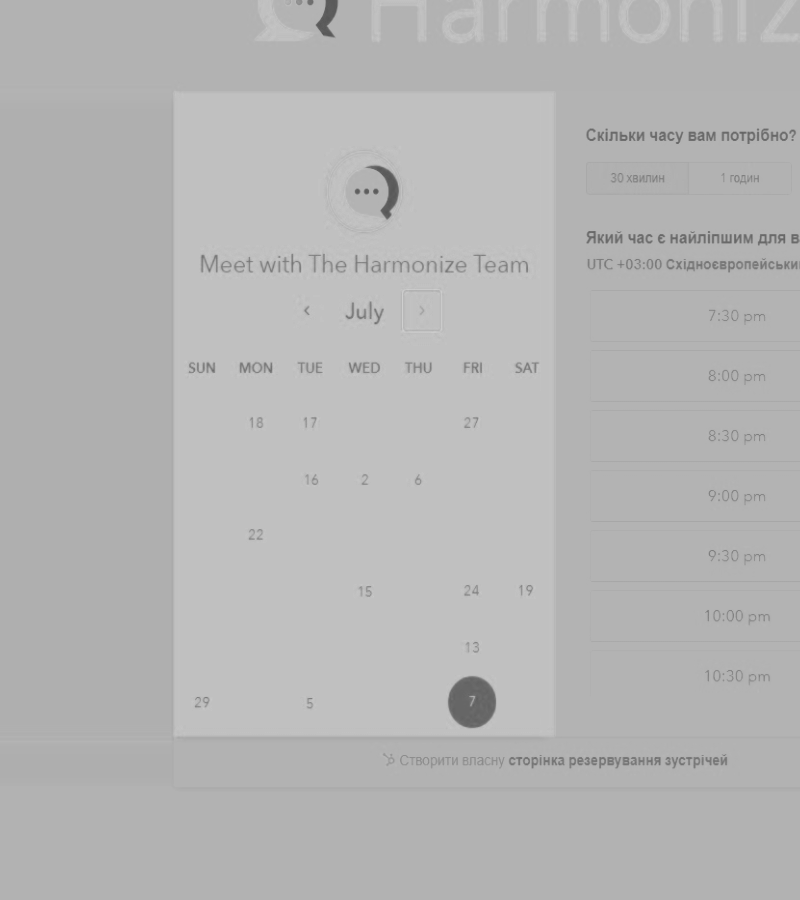 Harmoniz
Meet with The Harmonize Team
July
SUN MON TUE WED THU FRI SAT
18 17 27
16 2 6
22
15 24 19
13
29 5 7
Скільки часу вам потрібно?
30 хвилин 1 годин
Який час є найліпшим для в
UTC +03:00 Східноєвропейськи
7:30 pm
8:00 pm
8:30 pm
9:00 pm
9:30 pm
10:00 pm
10:30 pm
Створити власну сторінка резервування зустрічей